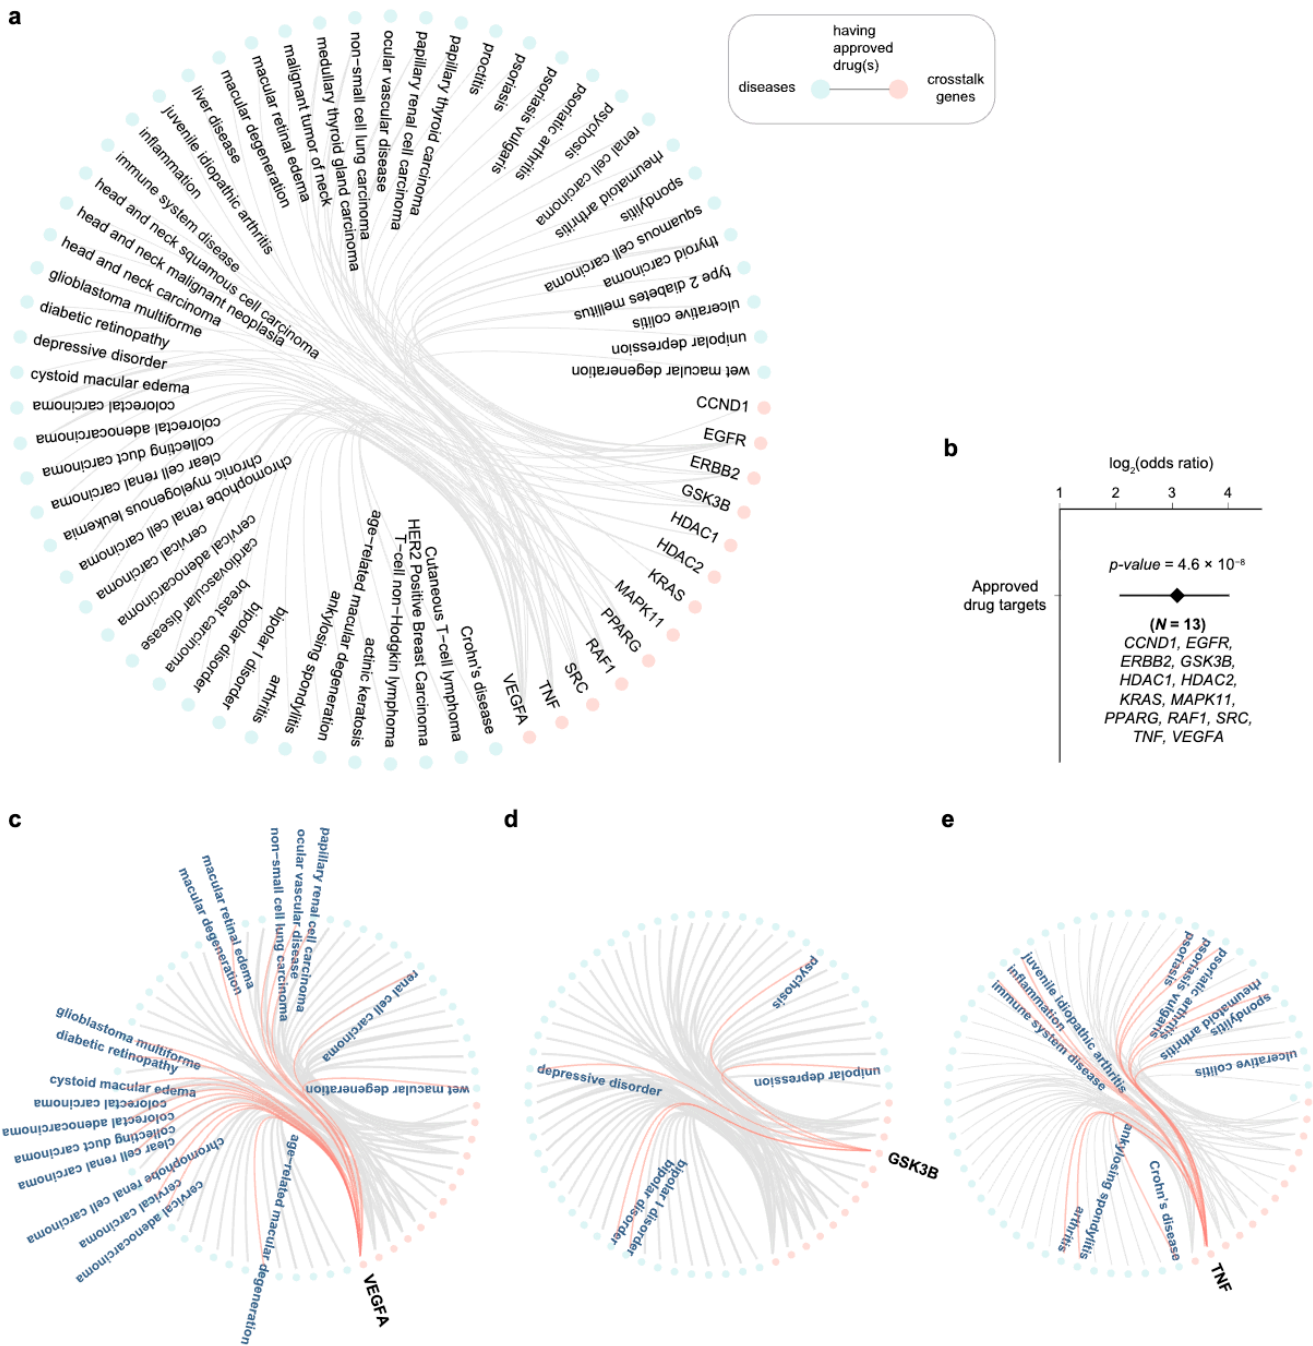 a
having
approved
drug(s)
diseases
crosstalk
genes
liver disease
macular degeneration
macular retinal edema
malignant tumor of neck
medullary thyroid gland carcinoma
non−small cell lung carcinoma
ocular vascular disease
papillary renal cell carcinoma
papillary thyroid carcinoma
proctitis
psoriasis
psoriasis vulgaris
psoriatic arthritis
psychosis
renal cell carcinoma
rheumatoid arthritis
spondylitis
squamous cell carcinoma
thyroid carcinoma
type 2 diabetes mellitus
ulcerative colitis
unipolar depression
wet macular degeneration
CCND1
EGFR
ERBB2
GSK3B
HDAC1
HDAC2
KRAS
MAPK11
PPARG
RAF1
SRC
TNF
VEGFA
Crohn's disease
Cutaneous T−cell lymphoma
HER2 Positive Breast Carcinoma
T−cell non−Hodgkin lymphoma
actinic keratosis
age−related macular degeneration
ankylosing spondylitis
arthritis
bipolar I disorder
bipolar disorder
breast carcinoma
cardiovascular disease
cervical adenocarcinoma
cervical carcinoma
chromophobe renal cell carcinoma
chronic myelogenous leukemia
clear cell renal carcinoma
collecting duct carcinoma
colorectal adenocarcinoma
colorectal carcinoma
cystoid macular edema
depressive disorder
diabetic retinopathy
glioblastoma multiforme
head and neck carcinoma
head and neck malignant neoplasia
head and neck squamous cell carcinoma
immune system disease
inflammation
juvenile idiopathic arthritis
b
log2(odds ratio)
1 2 3 4
p-value = 4.6 × 10−8
Approved
drug targets
(N = 13)
CCND1, EGFR,
ERBB2, GSK3B,
HDAC1, HDAC2,
KRAS, MAPK11,
PPARG, RAF1, SRC,
TNF, VEGFA
c
macular degeneration
macular retinal edema
non−small cell lung carcinoma
ocular vascular disease
papillary renal cell carcinoma
renal cell carcinoma
wet macular degeneration
VEGFA
age−related macular degeneration
cervical adenocarcinoma
cervical carcinoma
chromophobe renal cell carcinoma
clear cell renal carcinoma
collecting duct carcinoma
colorectal adenocarcinoma
colorectal carcinoma
cystoid macular edema
diabetic retinopathy
glioblastoma multiforme
d
psychosis
unipolar depression
GSK3B
bipolar I disorder
bipolar disorder
depressive disorder
e
immune system disease
inflammation
juvenile idiopathic arthritis
psoriasis
psoriasis vulgaris
psoriatic arthritis
rheumatoid arthritis
spondylitis
ulcerative colitis
TNF
Crohn's disease
ankylosing spondylitis
arthritis